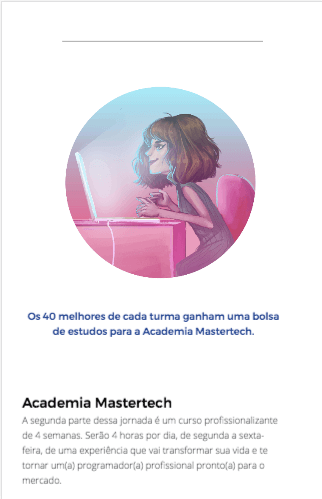 Os 40 melhores de cada turma ganham uma bolsa
de estudos para a Academia Mastertech.
Academia Mastertech
A segunda parte dessa jornada é um curso profissionalizante
de 4 semanas. Serão 4 horas por dia, de segunda a sexta-
feira, de uma experiência que vai transformar sua vida e te
tornar um(a) programador(a) profissional pronto(a) para o
mercado.